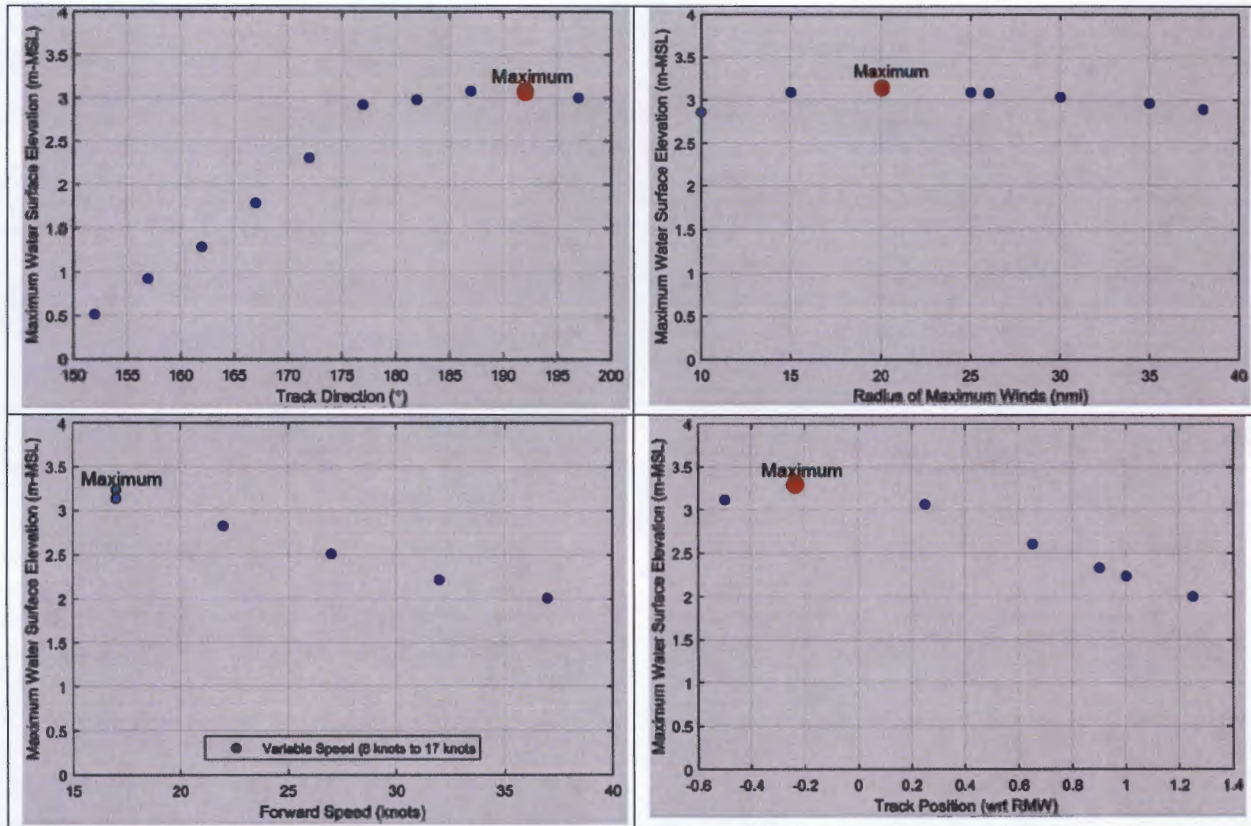 Maximum Water Surface Elevation (m-MSL)
4
3.5
3
2.5
2
1.5
1
0.5
0
Maximum
150 155 160 165 170 175 180 185 190 195 200
Track Direction (°)
Maximum Water Surface Elevation (m-MSL)
4
3.5
3
2.5
2
1.5
1
0.5
0
Maximum
10 15 20 25 30 35 40
Radius of Maximum Winds (nmi)
Maximum Water Surface Elevation (m-MSL)
4
3.5
3
2.5
2
1.5
1
0.5
0
Maximum
Variable Speed (8 knots to 17 knots
15 20 25 30 35 40
Forward Speed (knots)
Maximum Water Surface Elevation (m-MSL)
4
3.5
3
2.5
2
1.5
1
0.5
0
Maximum
-0.6 -0.4 -0.2 0 0.2 0.4 0.6 0.8 1 1.2 1.4
Track Position (wrt RMW)